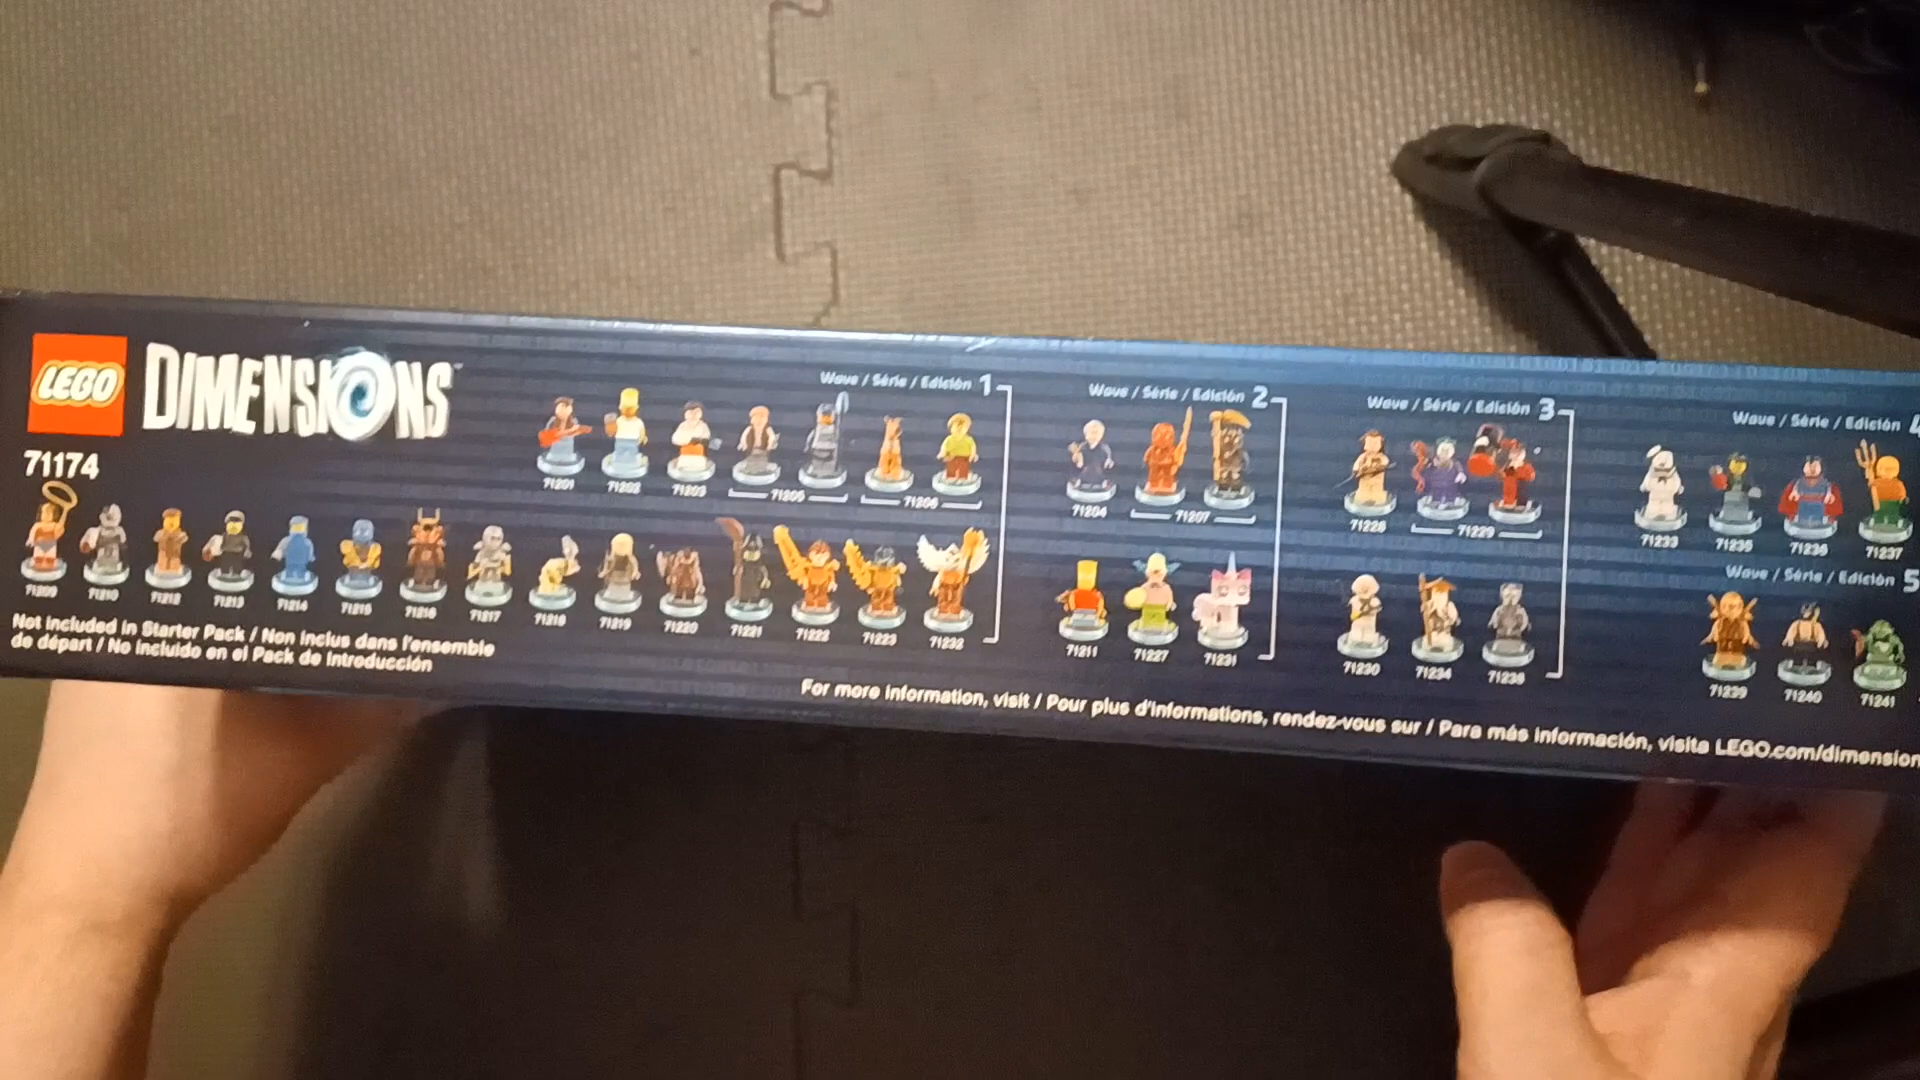 LEGO DIMENSIONS™
71174
Wave / Série / Edición 1
71201 71202 71203 71205 71206
71209 71210 71212 71213 71214 71215 71216 71217 71218 71219 71220 71221 71222 71223 71232
Not included in Starter Pack / Non inclus dans l'ensemble
de départ / No incluido en el Pack de Introducción
Wave / Série / Edición 2
71204 71207
71211 71227 71231
Wave / Série / Edición 3
71228 71229
71230 71234 71238
Wave / Série / Edición 4
71233 71235 71236 71237
Wave / Série / Edición 5
71239 71240 71241
For more information, visit / Pour plus d'informations, rendez-vous sur / Para más información, visita LEGO.com/dimension